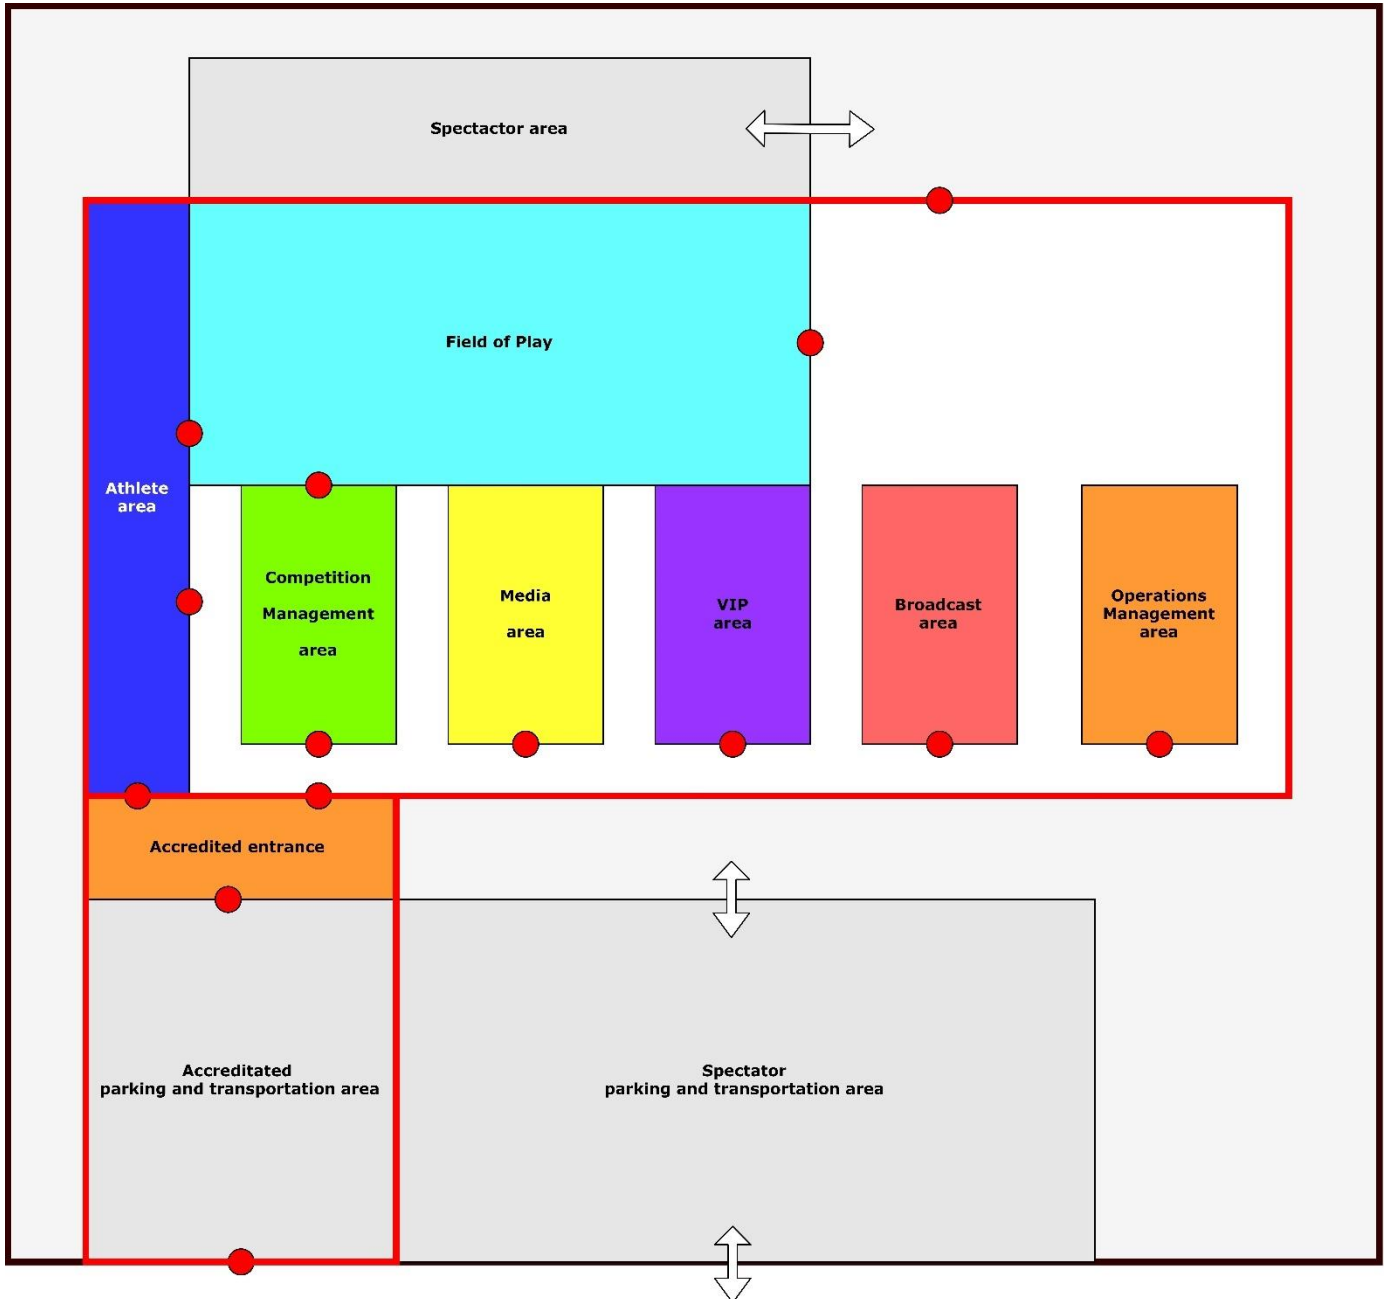 Spectactor area
Field of Play
Athlete
area
Competition
Management
area
Media
area
VIP
area
Broadcast
area
Operations
Management
area
Accredited entrance
Accreditated
parking and transportation area
Spectator
parking and transportation area